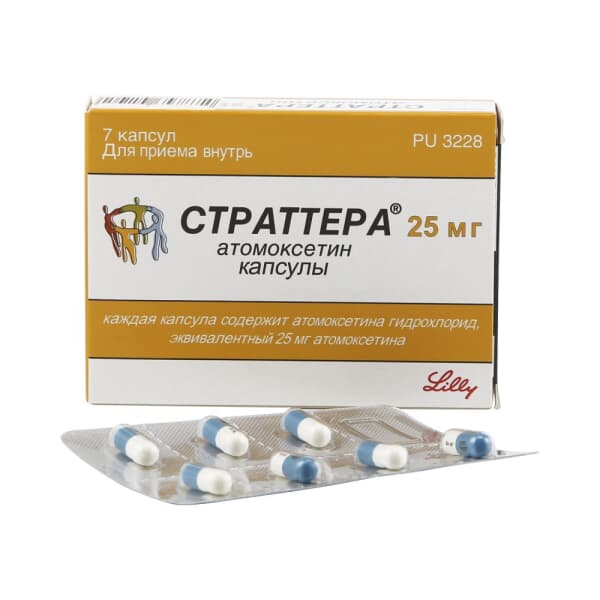 7 капсул
Для приема внутрь
PU 3228
СТРАТТЕРА® 25 мг
атомоксетин
капсулы
каждая капсула содержит атомоксетина гидрохлорид,
эквивалентный 25 мг атомоксетина
Lilly